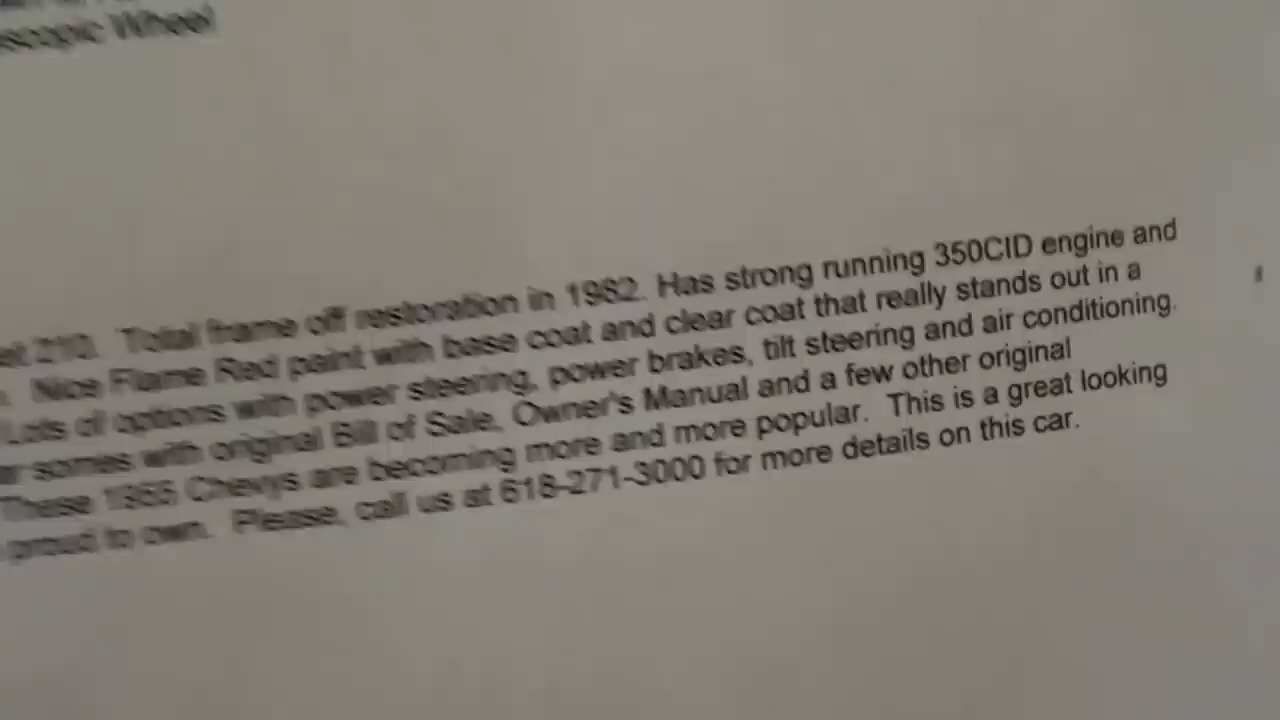 scopic Wheel
210. Total frame off restoration in 1982. Has strong running 350CID engine and
Nice Flame Red paint with base coat and clear coat that really stands out in a
Lots of options with power steering, power brakes, tilt steering and air conditioning.
somes with original Bill of Sale, Owner's Manual and a few other original
These 1955 Chevys are becoming more and more popular. This is a great looking
proud to own. Please, call us at 618-271-3000 for more details on this car.